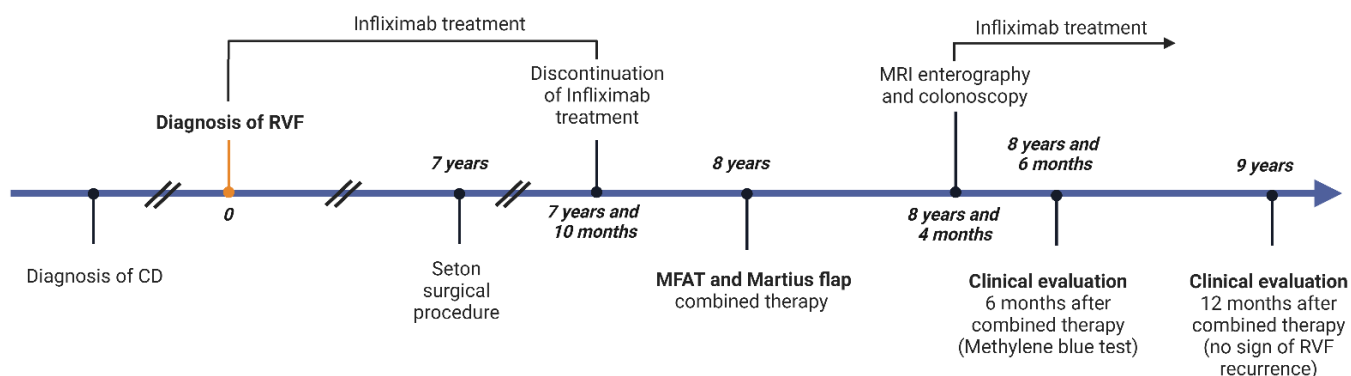 Infliximab treatment
Infliximab treatment
Discontinuation
of Infliximab
treatment
MRI enterography
and colonoscopy
Diagnosis of RVF
7 years
8 years
8 years and
6 months
9 years
0
7 years and
10 months
8 years and
4 months
Diagnosis of CD
Seton
surgical
procedure
MFAT and Martius flap
combined therapy
Clinical evaluation
6 months after
combined therapy
(Methylene blue test)
Clinical evaluation
12 months after
combined therapy
(no sign of RVF
recurrence)